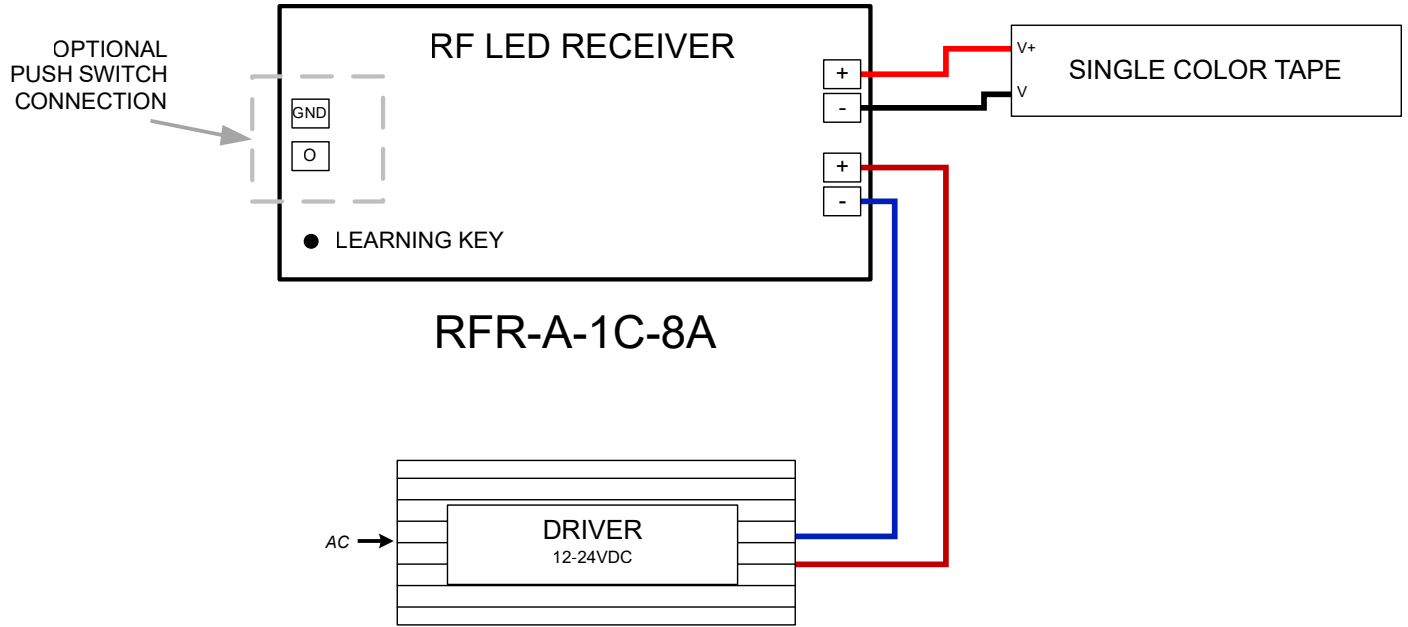 OPTIONAL
PUSH SWITCH
CONNECTION
RF LED RECEIVER
GND
O
LEARNING KEY
+
-
+
-
V+
V
SINGLE COLOR TAPE
RFR-A-1C-8A
AC
DRIVER
12-24VDC